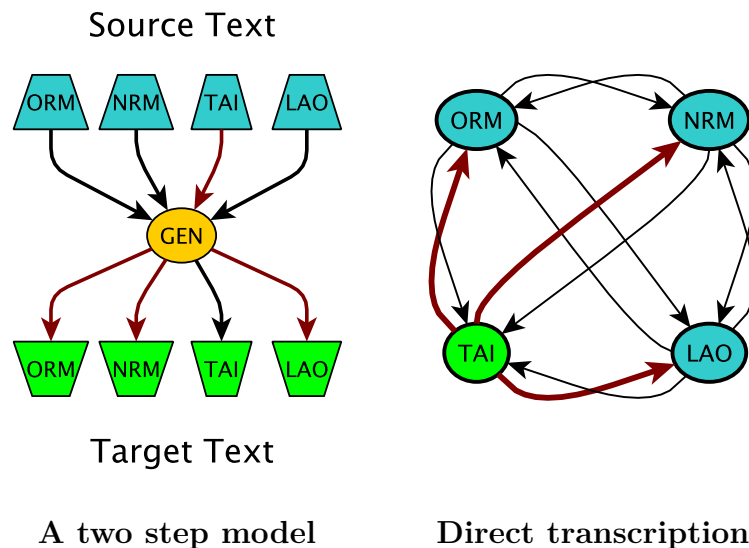 Source Text
ORM NRM TAI LAO
GEN
ORM NRM TAI LAO
Target Text
A two step model
ORM NRM
TAI LAO
Direct transcription